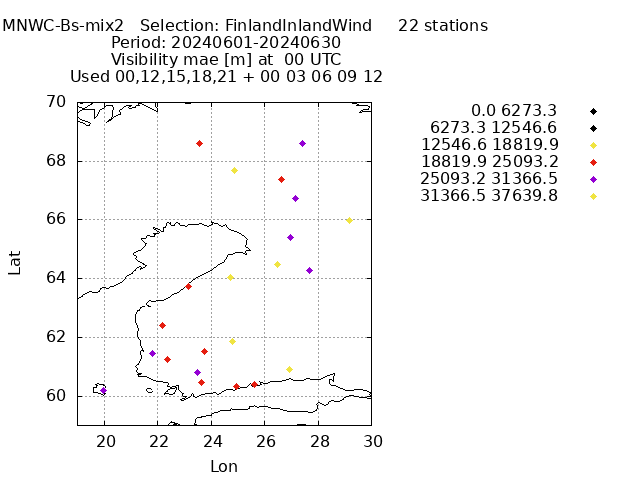 MNWC-Bs-mix2 Selection: FinlandInlandWind 22 stations
Period: 20240601-20240630
Visibility mae [m] at 00 UTC
Used 00,12,15,18,21 + 00 03 06 09 12
0.0 6273.3
6273.3 12546.6
12546.6 18819.9
18819.9 25093.2
25093.2 31366.5
31366.5 37639.8
70
68
66
64
62
60
Lat
20 22 24 26 28 30
Lon